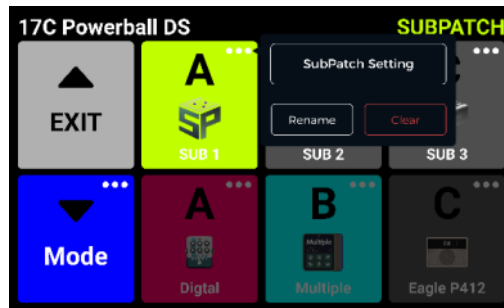 17C Powerball DS
SUBPATCH
EXIT
A
SP
SUB 1
SubPatch Setting
Rename
Clear
SUB 2
C
SUB 3
Mode
A
Digtal
B
Multiple
Multiple
C
Eagle P412